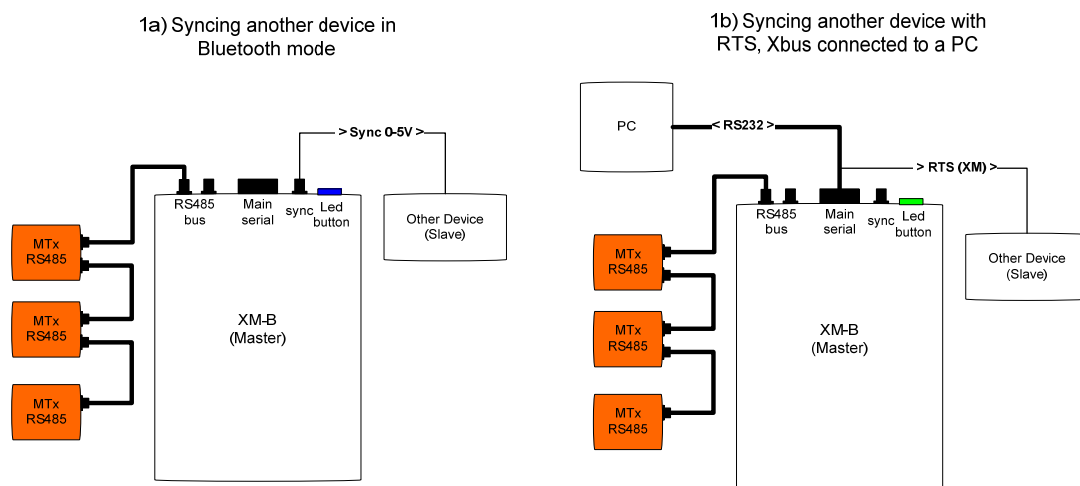 1a) Syncing another device in
Bluetooth mode
> Sync 0-5V >
RS485
bus
Main
serial
sync
Led
button
Other Device
(Slave)
MTx
RS485
MTx
RS485
MTx
RS485
XM-B
(Master)
1b) Syncing another device with
RTS, Xbus connected to a PC
PC
< RS232 >
> RTS (XM) >
RS485
bus
Main
serial
sync
Led
button
Other Device
(Slave)
MTx
RS485
MTx
RS485
MTx
RS485
XM-B
(Master)